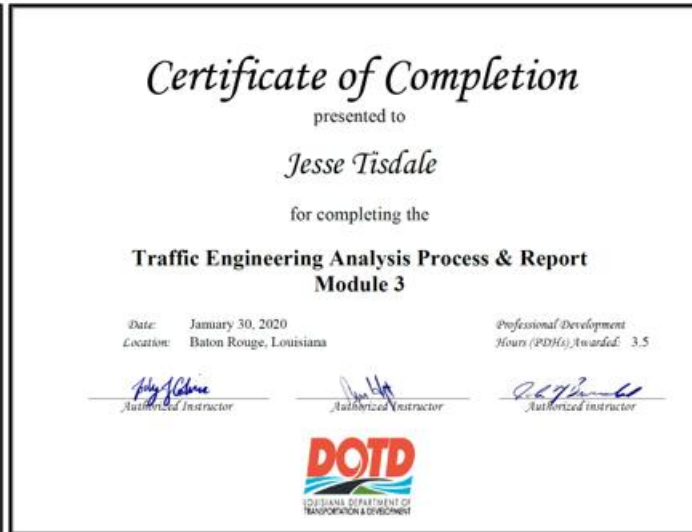 Certificate of Completion
presented to
Jesse Tisdale
for completing the
Traffic Engineering Analysis Process & Report
Module 3
Date: January 30, 2020
Location: Baton Rouge, Louisiana
Professional Development
Hours (PDHs) Awarded: 3.5
Authorized Instructor
Authorized Instructor
Authorized instructor
DOTD
LOUISIANA DEPARTMENT OF
TRANSPORTATION & DEVELOPMENT